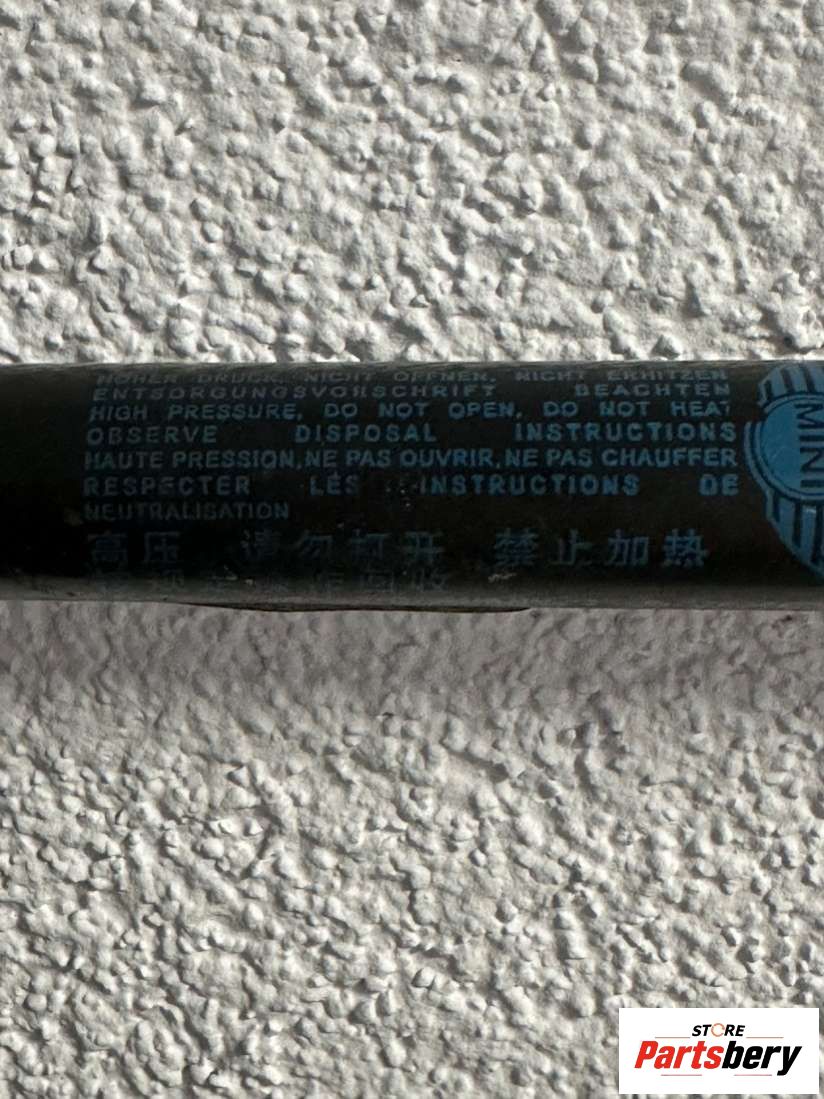 HOHER DRUCK, NICHT ÖFFNEN, NICHT ERHITZEN
ENTSORGUNGSVORSCHRIFT BEACHTEN
HIGH PRESSURE, DO NOT OPEN, DO NOT HEAT
OBSERVE DISPOSAL INSTRUCTIONS
HAUTE PRESSION, NE PAS OUVRIR, NE PAS CHAUFFER
RESPECTER LES INSTRUCTIONS DE
NEUTRALISATION
高压 请勿打开 禁止加热
MINI
STORE
Partsbery